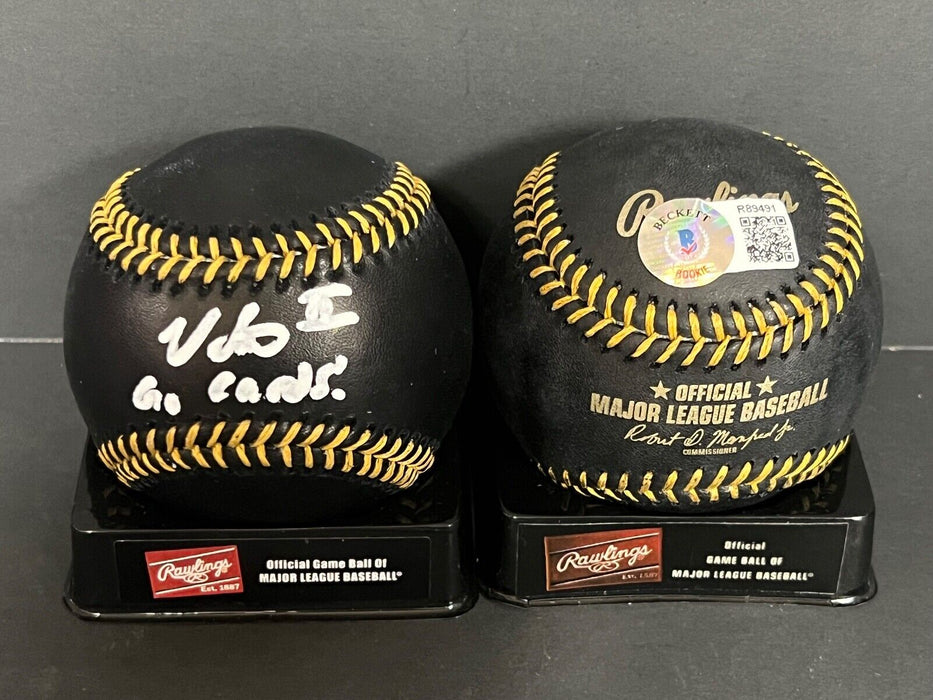 II
Go Cards!
Rawlings
Est. 1887
Official Game Ball Of
MAJOR LEAGUE BASEBALL®
Rawlings
BECKETT
B
ROOKIE
R89491
OFFICIAL
MAJOR LEAGUE BASEBALL
Robert D. Manfred Jr.
COMMISSIONER
Rawlings
Est. 1887
Official
GAME BALL OF
MAJOR LEAGUE BASEBALL®